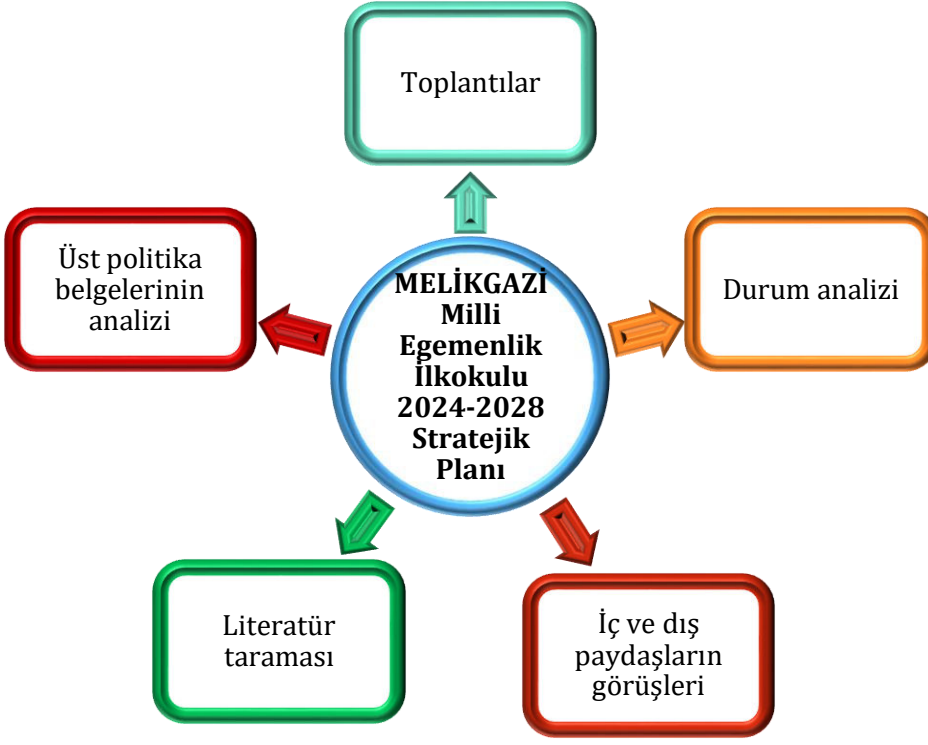 Toplantılar
Üst politika
belgelerinin
analizi
MELİKGAZİ
Milli
Egemenlik
İlkokulu
2024-2028
Stratejik
Planı
Durum analizi
Literatür
taraması
İç ve dış
paydaşların
görüşleri